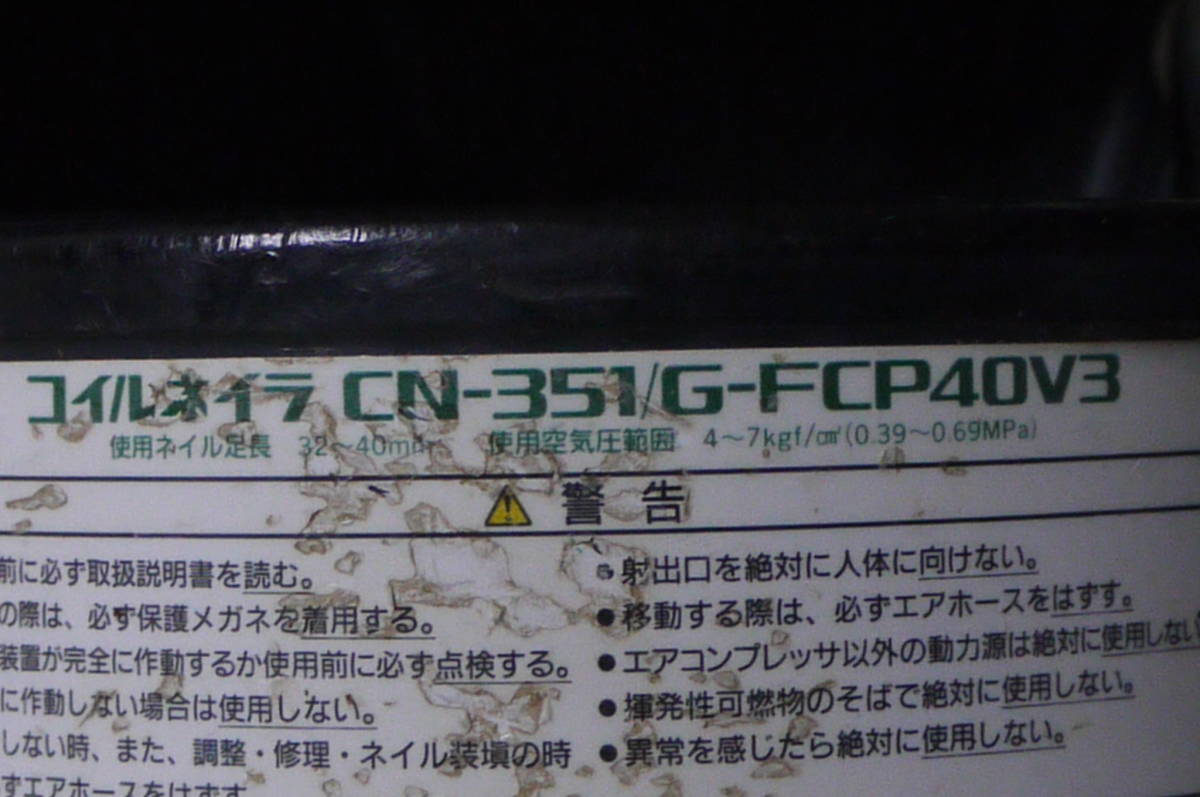 コイルネイラ CN-351/G-FCP40V3
使用ネイル足長 32～40mm 使用空気圧範囲 4～7kgf/c㎡(0.39～0.69MPa)
警告
前に必ず取扱説明書を読む。
の際は、必ず保護メガネを着用する。
装置が完全に作動するか使用前に必ず点検する。
に作動しない場合は使用しない。
しない時、また、調整・修理・ネイル装填の時
ずエアホースをはずす
●射出口を絶対に人体に向けない。
●移動する際は、必ずエアホースをはずす。
●エアコンプレッサ以外の動力源は絶対に使用しない
●揮発性可燃物のそばで絶対に使用しない。
●異常を感じたら絶対に使用しない。